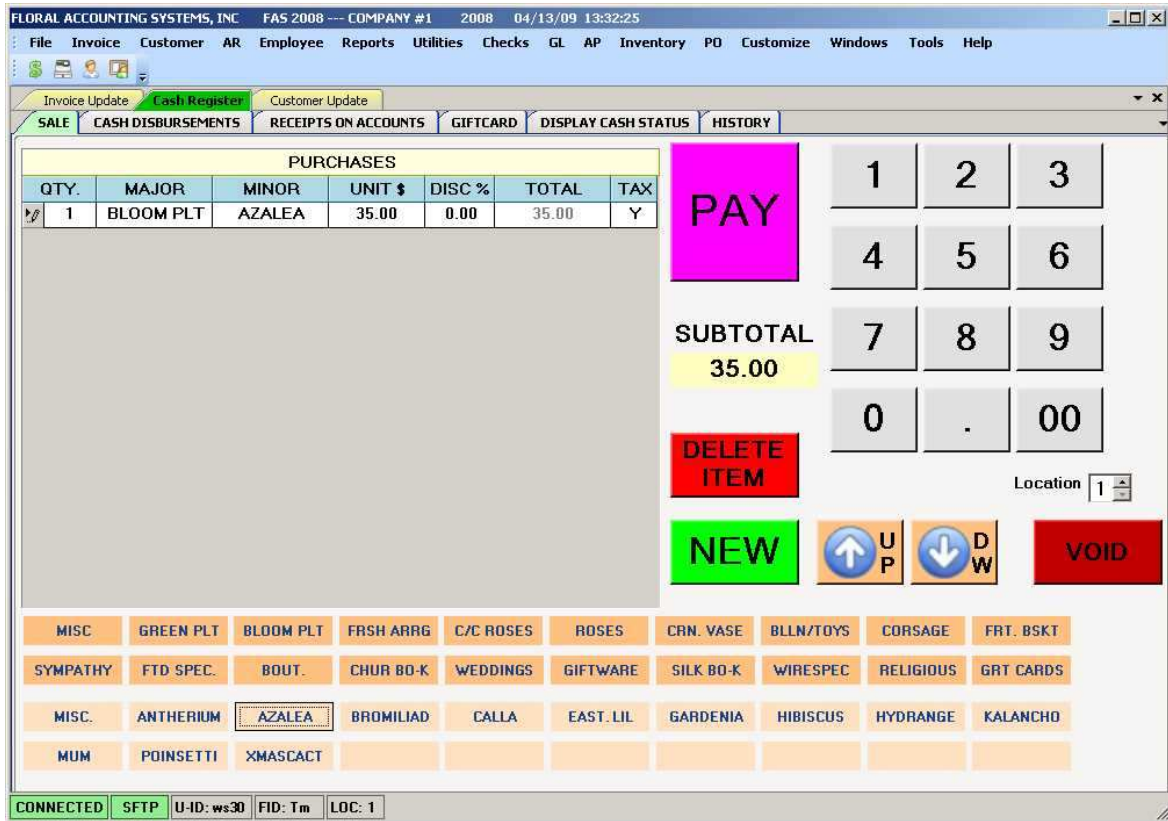 FLORAL ACCOUNTING SYSTEMS, INC FAS 2008 --- COMPANY #1 2008 04/13/09 13:32:25
File Invoice Customer AR Employee Reports Utilities Checks GL AP Inventory PO Customize Windows Tools Help
Invoice Update Cash Register Customer Update
SALE CASH DISBURSEMENTS RECEIPTS ON ACCOUNTS GIFTCARD DISPLAY CASH STATUS HISTORY
PURCHASES
QTY. MAJOR MINOR UNIT $ DISC % TOTAL TAX
1 BLOOM PLT AZALEA 35.00 0.00 35.00 Y
PAY
1 2 3
4 5 6
SUBTOTAL
35.00
7 8 9
0 . 00
DELETE
ITEM
Location 1
NEW
UP
DW
VOID
MISC GREEN PLT BLOOM PLT FRSH ARRG C/C ROSES ROSES CRN. VASE BLLN/TOYS CORSAGE FRT. BSKT
SYMPATHY FTD SPEC. BOUT. CHUR BO-K WEDDINGS GIFTWARE SILK BO-K WIRESPEC RELIGIOUS GRT CARDS
MISC. ANTHERIUM AZALEA BROMILIAD CALLA EAST. LIL GARDENIA HIBISCUS HYDRANGE KALANCHO
MUM POINSETTI XMASCACT
CONNECTED SFTP U-ID: ws30 FID: Tm LOC: 1